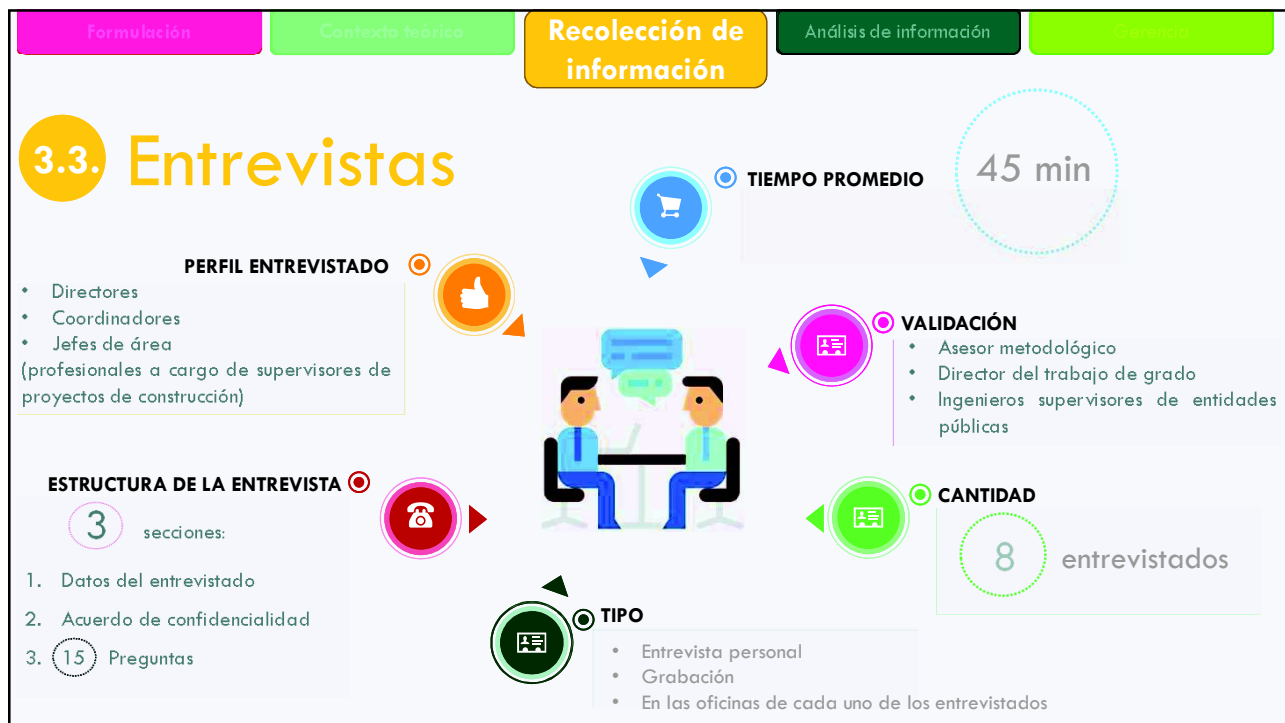 Formulación
Contexto teórico
Recolección de
información
Análisis de información
Gerencia
3.3. Entrevistas
TIEMPO PROMEDIO
45 min
PERFIL ENTREVISTADO
• Directores
• Coordinadores
• Jefes de área
(profesionales a cargo de supervisores de
proyectos de construcción)
VALIDACIÓN
• Asesor metodológico
• Director del trabajo de grado
• Ingenieros supervisores de entidades
públicas
ESTRUCTURA DE LA ENTREVISTA
3 secciones:
1. Datos del entrevistado
2. Acuerdo de confidencialidad
3. 15 Preguntas
CANTIDAD
8 entrevistados
TIPO
• Entrevista personal
• Grabación
• En las oficinas de cada uno de los entrevistados